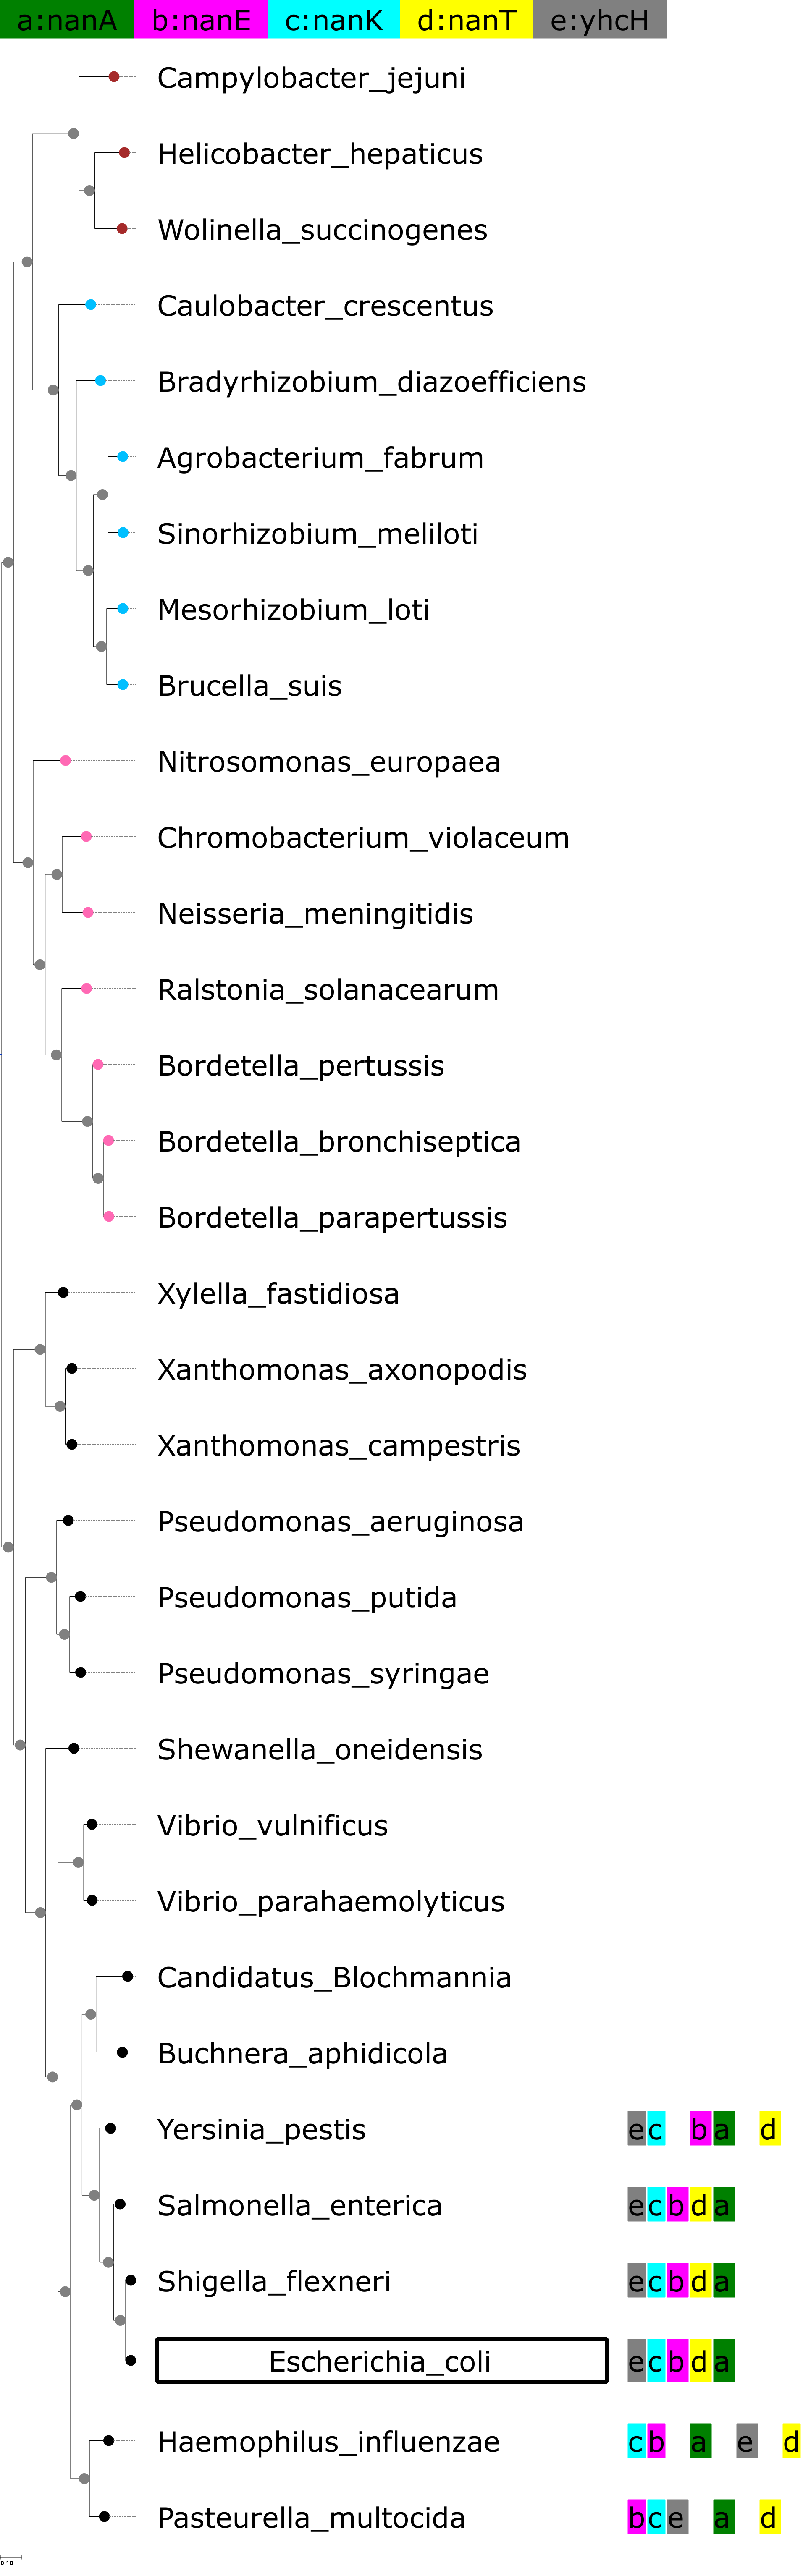 a:nanA b:nanE c:nanK d:nanT e:yhcH
Campylobacter_jejuni
Helicobacter_hepaticus
Wolinella_succinogenes
Caulobacter_crescentus
Bradyrhizobium_diazoefficiens
Agrobacterium_fabrum
Sinorhizobium_meliloti
Mesorhizobium_loti
Brucella_suis
Nitrosomonas_europaea
Chromobacterium_violaceum
Neisseria_meningitidis
Ralstonia_solanacearum
Bordetella_pertussis
Bordetella_bronchiseptica
Bordetella_parapertussis
Xylella_fastidiosa
Xanthomonas_axonopodis
Xanthomonas_campestris
Pseudomonas_aeruginosa
Pseudomonas_putida
Pseudomonas_syringae
Shewanella_oneidensis
Vibrio_vulnificus
Vibrio_parahaemolyticus
Candidatus_Blochmannia
Buchnera_aphidicola
Yersinia_pestis e c b a d
Salmonella_enterica e c b d a
Shigella_flexneri e c b d a
Escherichia_coli e c b d a
Haemophilus_influenzae c b a e d
Pasteurella_multocida b c e a d
0.10